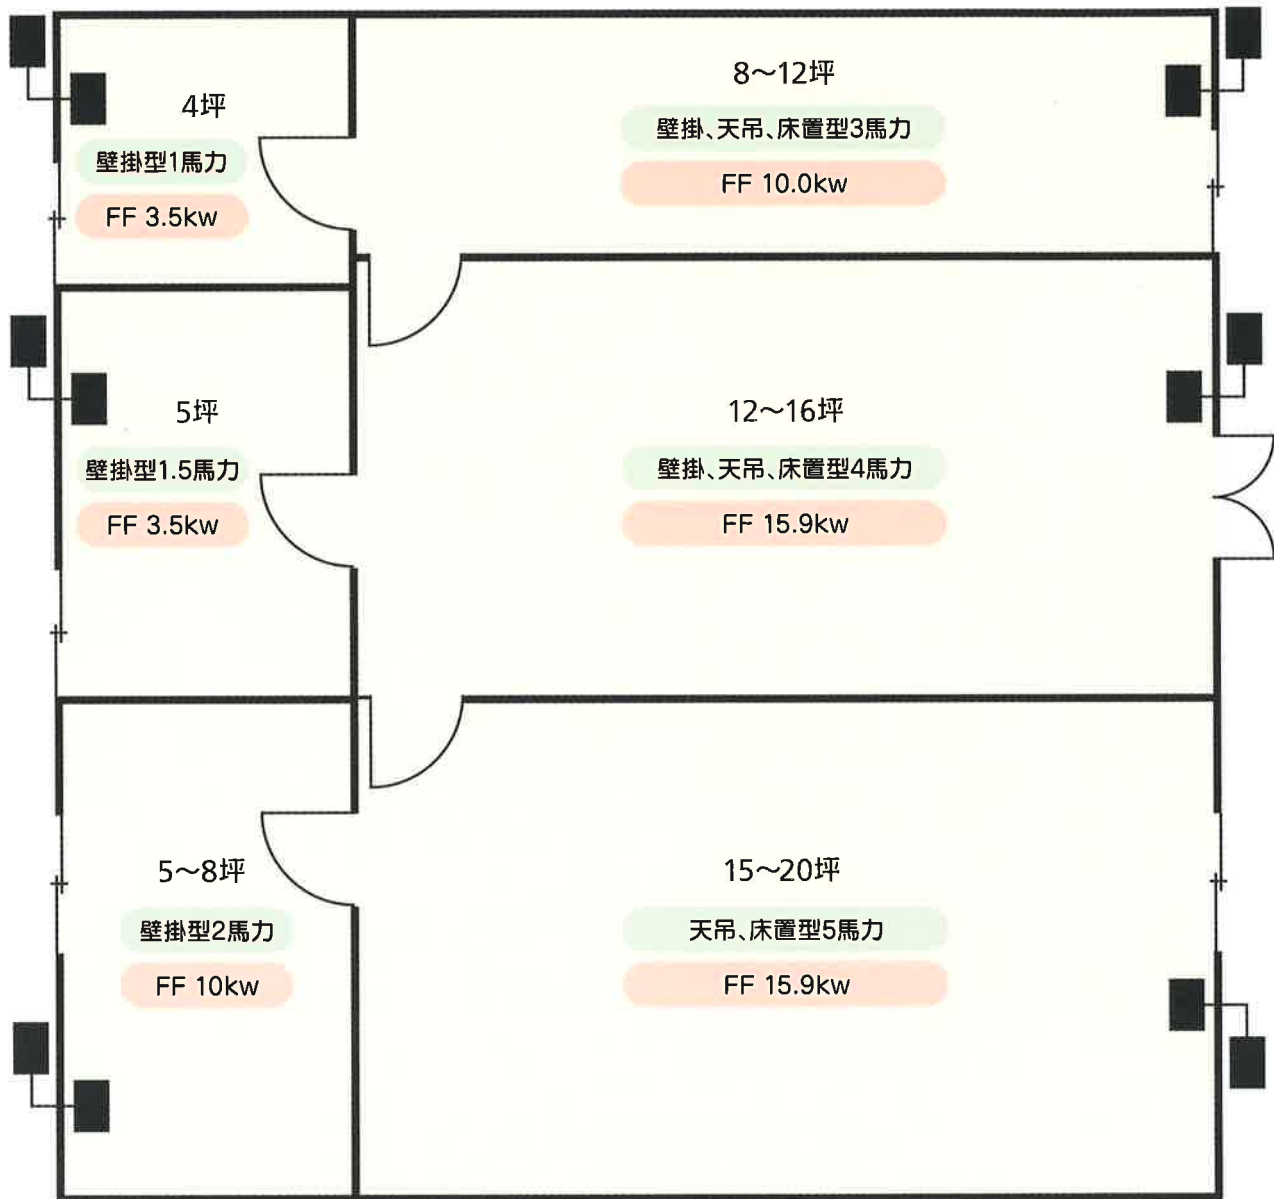 4坪
壁掛型1馬力
FF 3.5kw
8〜12坪
壁掛、天吊、床置型3馬力
FF 10.0kw
5坪
壁掛型1.5馬力
FF 3.5kw
12〜16坪
壁掛、天吊、床置型4馬力
FF 15.9kw
5〜8坪
壁掛型2馬力
FF 10kw
15〜20坪
天吊、床置型5馬力
FF 15.9kw